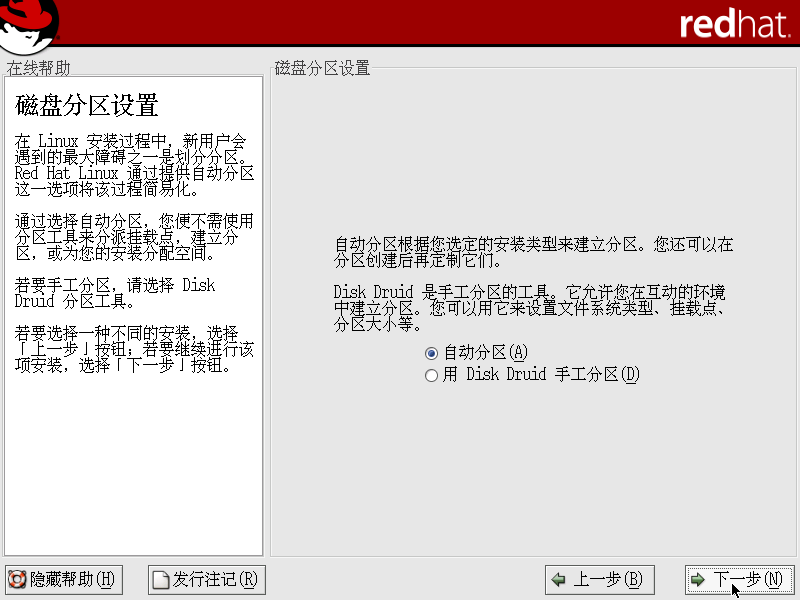 redhat.
在线帮助
磁盘分区设置
在 Linux 安装过程中，新用户会
遇到的最大障碍之一是划分分区。
Red Hat Linux 通过提供自动分区
这一选项将该过程简易化。
通过选择自动分区，您便不需使用
分区工具来分派挂载点，建立分
区，或为您的安装分配空间。
若要手工分区，请选择 Disk
Druid 分区工具。
若要选择一种不同的安装，选择
「上一步」按钮；若要继续进行该
项安装，选择「下一步」按钮。
磁盘分区设置
自动分区根据您选定的安装类型来建立分区。您还可以在
分区创建后再定制它们。
Disk Druid 是手工分区的工具。它允许您在互动的环境
中建立分区。您可以用它来设置文件系统类型、挂载点、
分区大小等。
自动分区(A)
用 Disk Druid 手工分区(D)
隐藏帮助(H)
发行注记(R)
上一步(B)
下一步(N)